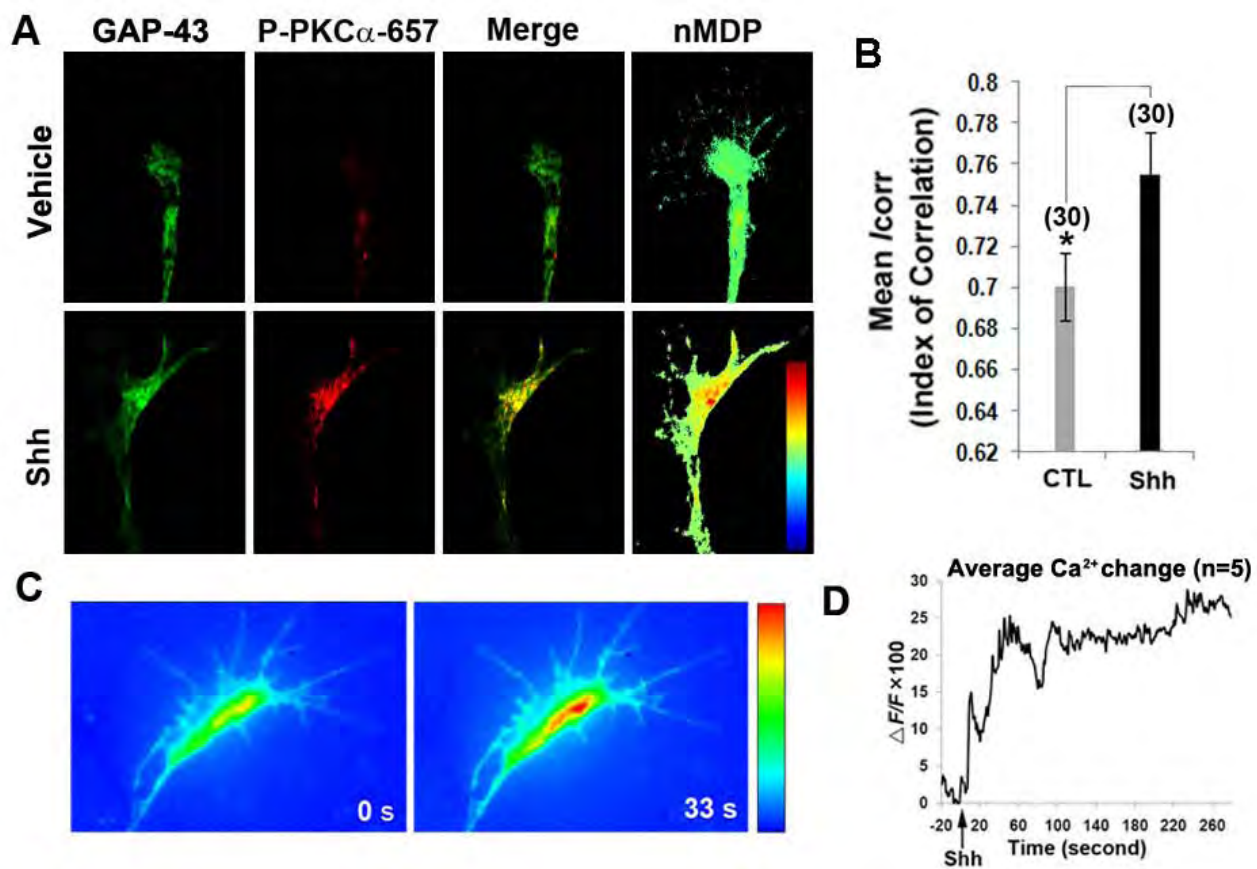 A
GAP-43
P-PKCα-657
Merge
nMDP
Vehicle
Shh
B
Mean Icorr
(Index of Correlation)
0.8
0.78
0.76
0.74
0.72
0.7
0.68
0.66
0.64
0.62
(30)
(30)
*
CTL
Shh
C
0 s
33 s
D
Average Ca²⁺ change (n=5)
△F/F ×100
30
25
20
15
10
5
0
-20
20
60
100
140
180
220
260
Shh
Time (second)